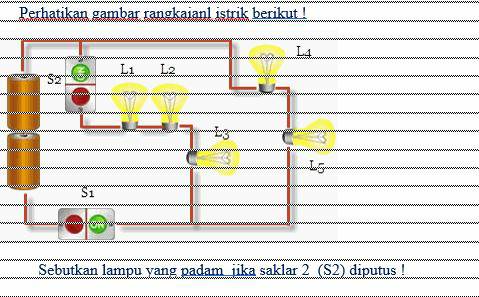 Perhatikan gambar rangkaianl istrik berikut !
L4
S2
L1
L2
L3
L5
S1
ON
Sebutkan lampu yang padam jika saklar 2 (S2) diputus !